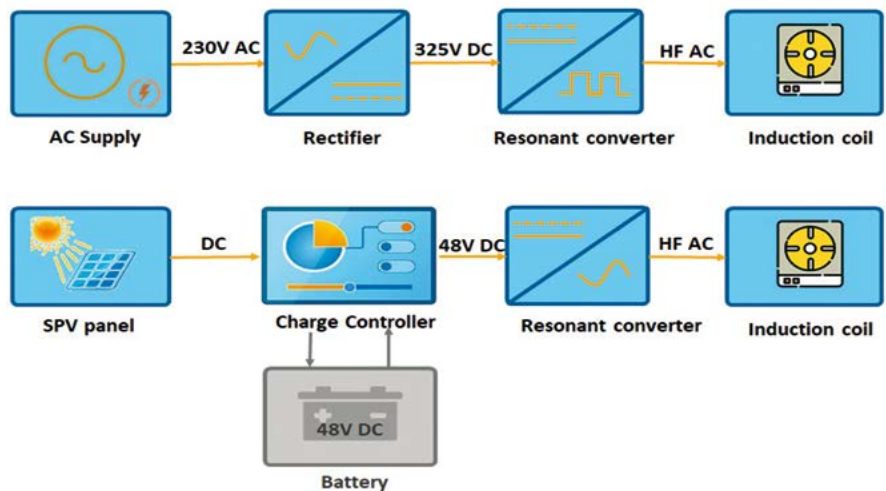 230V AC
325V DC
HF AC
AC Supply
Rectifier
Resonant converter
Induction coil
DC
48V DC
HF AC
SPV panel
Charge Controller
Resonant converter
Induction coil
48V DC
Battery